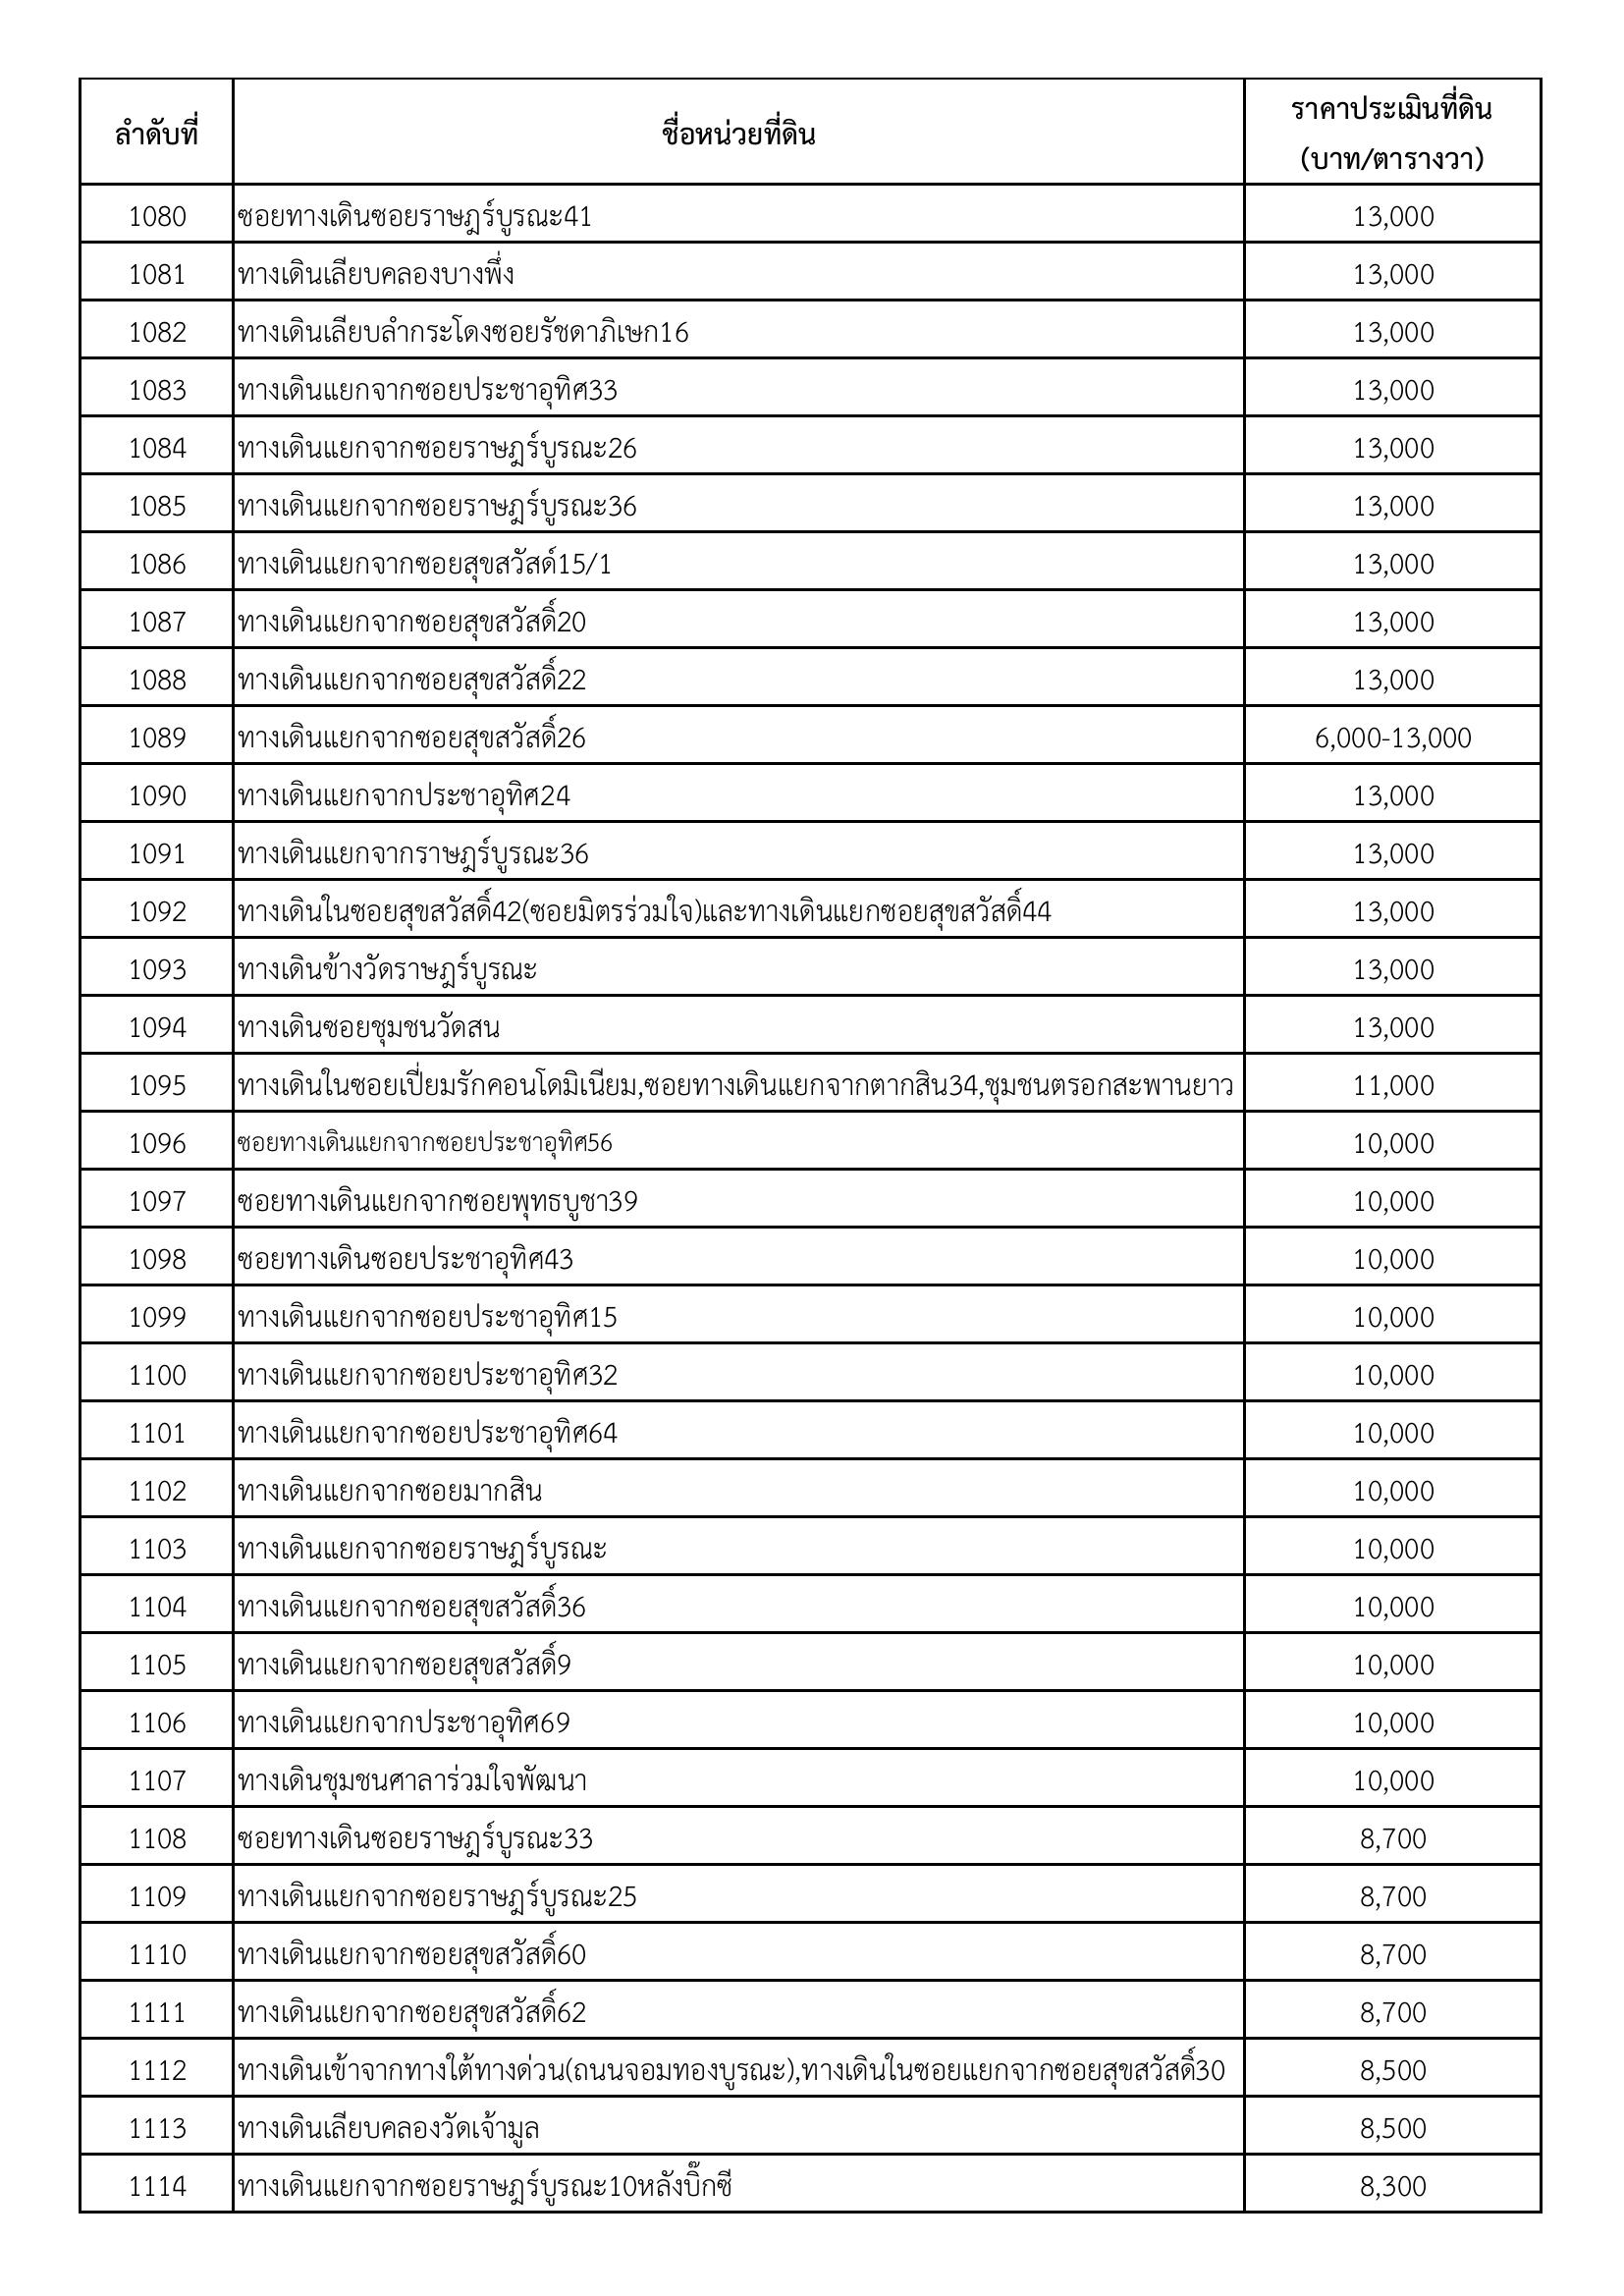 ลำดับที่ ชื่อหน่วยที่ดิน ราคาประเมินที่ดิน
(บาท/ตารางวา)
1080 ซอยทางเดินซอยราษฎร์บูรณะ41 13,000
1081 ทางเดินเลียบคลองบางพึ่ง 13,000
1082 ทางเดินเลียบลำกระโดงซอยรัชดาภิเษก16 13,000
1083 ทางเดินแยกจากซอยประชาอุทิศ33 13,000
1084 ทางเดินแยกจากซอยราษฎร์บูรณะ26 13,000
1085 ทางเดินแยกจากซอยราษฎร์บูรณะ36 13,000
1086 ทางเดินแยกจากซอยสุขสวัสด์15/1 13,000
1087 ทางเดินแยกจากซอยสุขสวัสดิ์20 13,000
1088 ทางเดินแยกจากซอยสุขสวัสดิ์22 13,000
1089 ทางเดินแยกจากซอยสุขสวัสดิ์26 6,000-13,000
1090 ทางเดินแยกจากประชาอุทิศ24 13,000
1091 ทางเดินแยกจากราษฎร์บูรณะ36 13,000
1092 ทางเดินในซอยสุขสวัสดิ์42(ซอยมิตรร่วมใจ)และทางเดินแยกซอยสุขสวัสดิ์44 13,000
1093 ทางเดินข้างวัดราษฎร์บูรณะ 13,000
1094 ทางเดินซอยชุมชนวัดสน 13,000
1095 ทางเดินในซอยเปี่ยมรักคอนโดมิเนียม,ซอยทางเดินแยกจากตากสิน34,ชุมชนตรอกสะพานยาว 11,000
1096 ซอยทางเดินแยกจากซอยประชาอุทิศ56 10,000
1097 ซอยทางเดินแยกจากซอยพุทธบูชา39 10,000
1098 ซอยทางเดินซอยประชาอุทิศ43 10,000
1099 ทางเดินแยกจากซอยประชาอุทิศ15 10,000
1100 ทางเดินแยกจากซอยประชาอุทิศ32 10,000
1101 ทางเดินแยกจากซอยประชาอุทิศ64 10,000
1102 ทางเดินแยกจากซอยมากสิน 10,000
1103 ทางเดินแยกจากซอยราษฎร์บูรณะ 10,000
1104 ทางเดินแยกจากซอยสุขสวัสดิ์36 10,000
1105 ทางเดินแยกจากซอยสุขสวัสดิ์9 10,000
1106 ทางเดินแยกจากประชาอุทิศ69 10,000
1107 ทางเดินชุมชนศาลาร่วมใจพัฒนา 10,000
1108 ซอยทางเดินซอยราษฎร์บูรณะ33 8,700
1109 ทางเดินแยกจากซอยราษฎร์บูรณะ25 8,700
1110 ทางเดินแยกจากซอยสุขสวัสดิ์60 8,700
1111 ทางเดินแยกจากซอยสุขสวัสดิ์62 8,700
1112 ทางเดินเข้าจากทางใต้ทางด่วน(ถนนจอมทองบูรณะ),ทางเดินในซอยแยกจากซอยสุขสวัสดิ์30 8,500
1113 ทางเดินเลียบคลองวัดเจ้ามูล 8,500
1114 ทางเดินแยกจากซอยราษฎร์บูรณะ10หลังบิ๊กซี 8,300